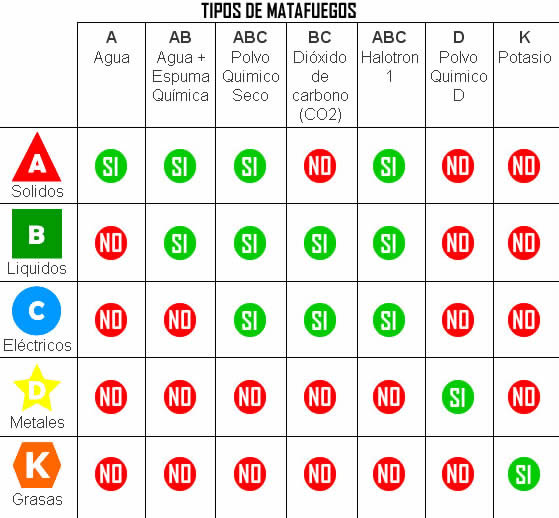 TIPOS DE MATAFUEGOS
A AB ABC BC ABC D K
Agua Agua + Polvo Dióxido Halotron Polvo Potasio
Espuma Quimico de 1 Quimico
Química Seco carbono D
(CO2)
A SI SI SI NO SI NO NO
Solidos
B NO SI SI SI SI NO NO
Liquidos
C NO NO SI SI SI NO NO
Eléctricos
D NO NO NO NO NO SI NO
Metales
K NO NO NO NO NO NO SI
Grasas